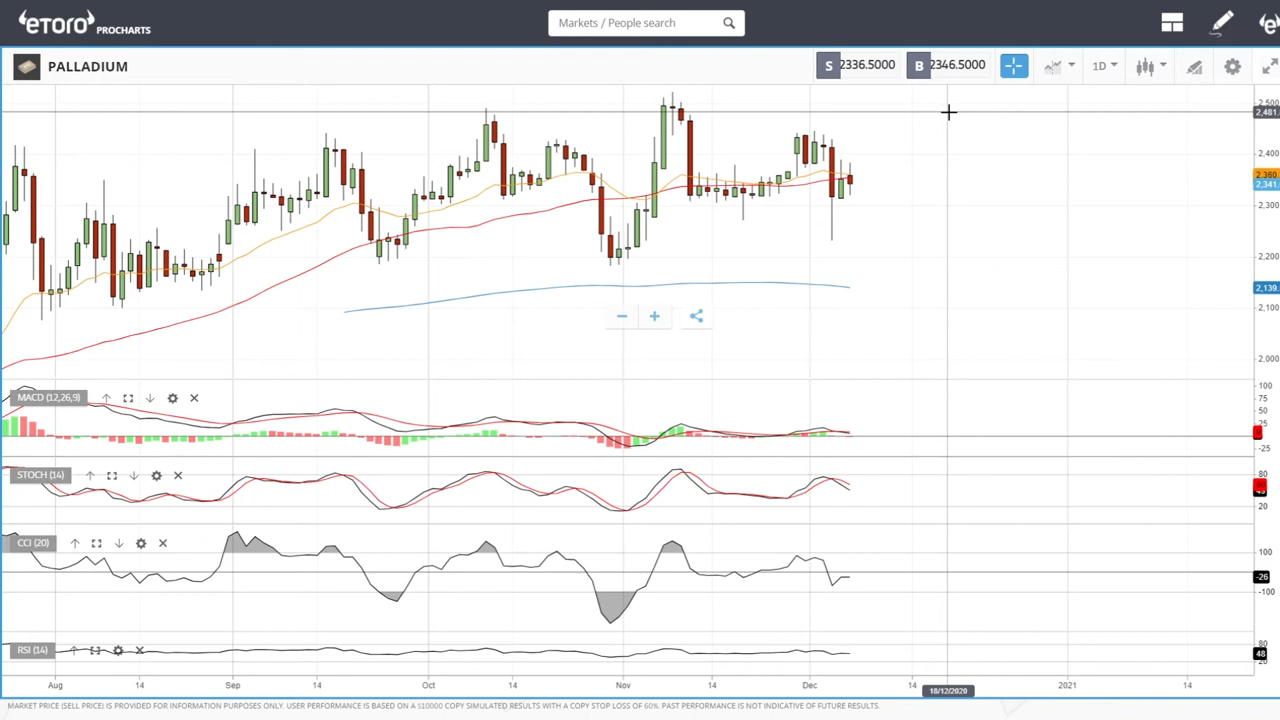 eTORO PROCHARTS
Markets / People search
PALLADIUM
S 2336.5000 B 2346.5000 1D
2,500
2,481.
2,400
2,360
2,341.
2,300
2,200
2,139.
2,100
2,000
MACD (12,26,9)
100
75
50
25
-25
STOCH (14)
80
20
CCI (20)
100
-26
-100
RSI (14)
80
48
20
Aug 14 Sep 14 Oct 14 Nov 14 Dec 14 2021 14
18/12/2020
MARKET PRICE (SELL PRICE) IS PROVIDED FOR INFORMATION PURPOSES ONLY. USER PERFORMANCE IS BASED ON A $10000 COPY SIMULATED RESULTS WITH A COPY STOP LOSS OF 60%. PAST PERFORMANCE IS NOT INDICATIVE OF FUTURE RESULTS.